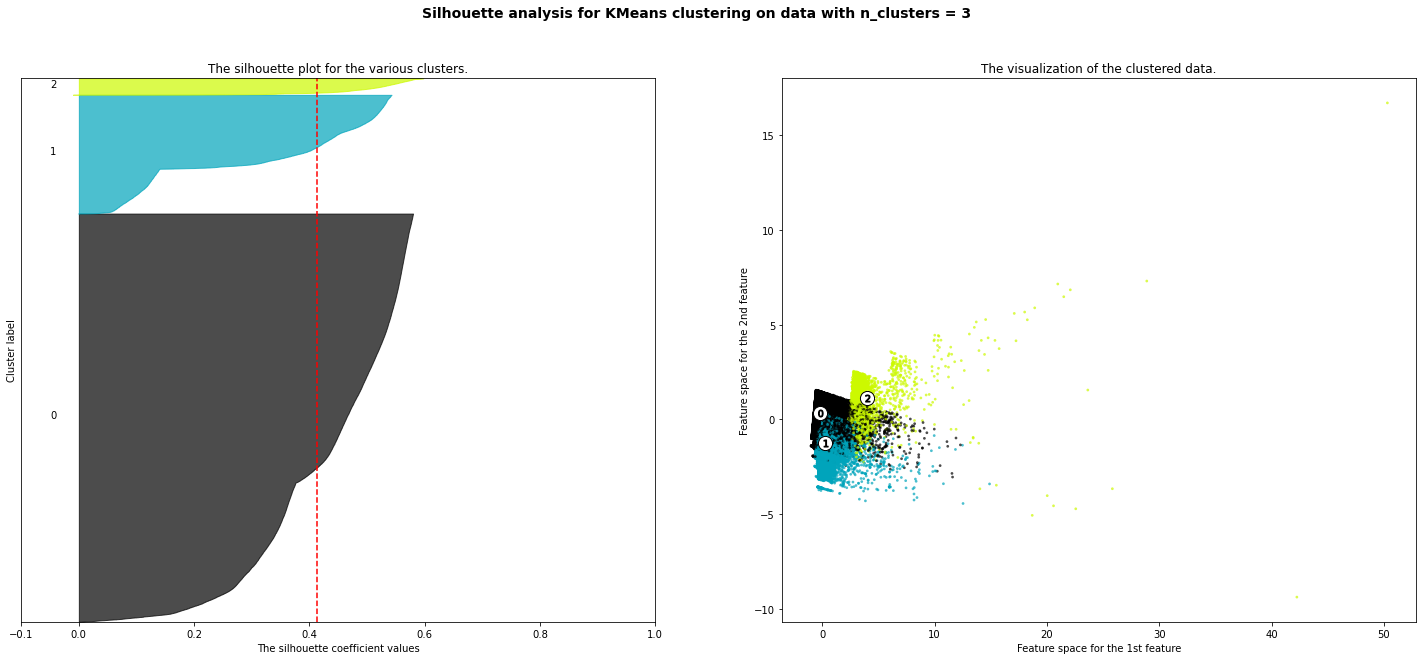 Silhouette analysis for KMeans clustering on data with n_clusters = 3
The silhouette plot for the various clusters.
2
1
0
Cluster label
−0.1 0.0 0.2 0.4 0.6 0.8 1.0
The silhouette coefficient values
The visualization of the clustered data.
15
10
5
0
−5
−10
Feature space for the 2nd feature
2
0
1
0 10 20 30 40 50
Feature space for the 1st feature